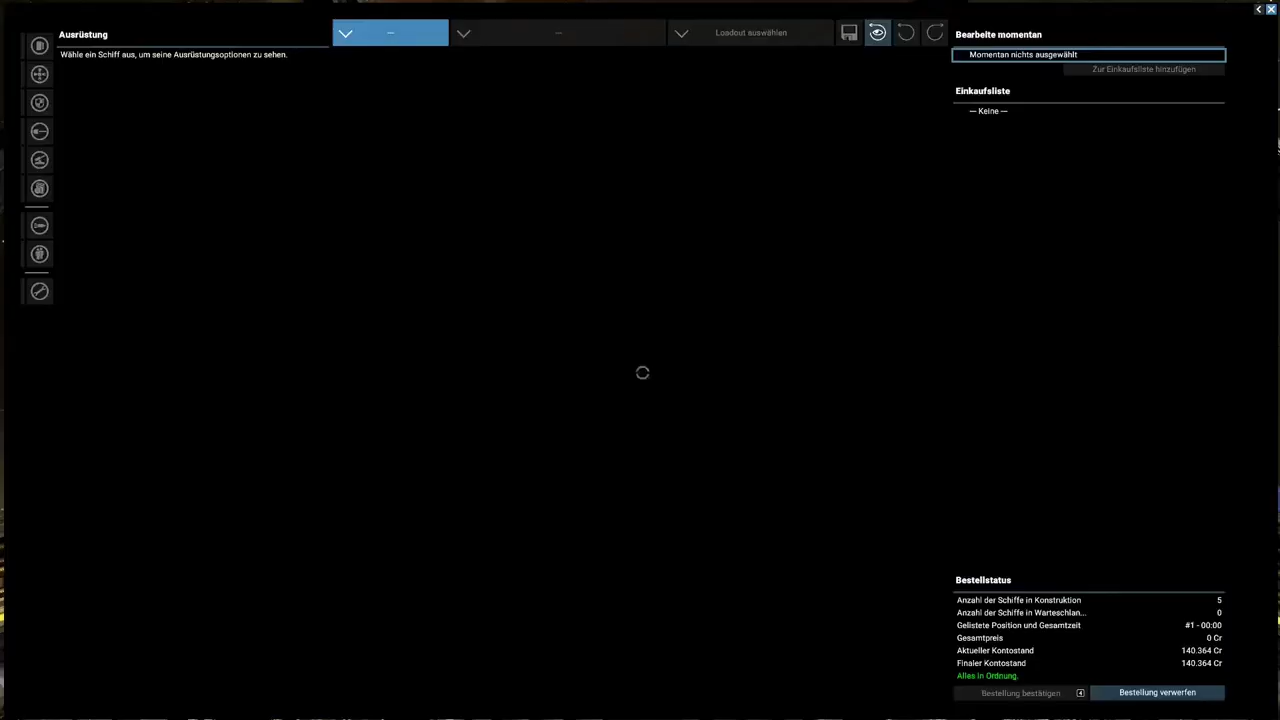 Ausrüstung
Wähle ein Schiff aus, um seine Ausrüstungsoptionen zu sehen.
—
—
Loadout auswählen
Bearbeite momentan
Momentan nichts ausgewählt
Zur Einkaufsliste hinzufügen
Einkaufsliste
— Keine —
Bestellstatus
Anzahl der Schiffe in Konstruktion 5
Anzahl der Schiffe in Warteschlan... 0
Gelistete Position und Gesamtzeit #1 - 00:00
Gesamtpreis 0 Cr
Aktueller Kontostand 140.364 Cr
Finaler Kontostand 140.364 Cr
Alles in Ordnung.
Bestellung bestätigen
Bestellung verwerfen